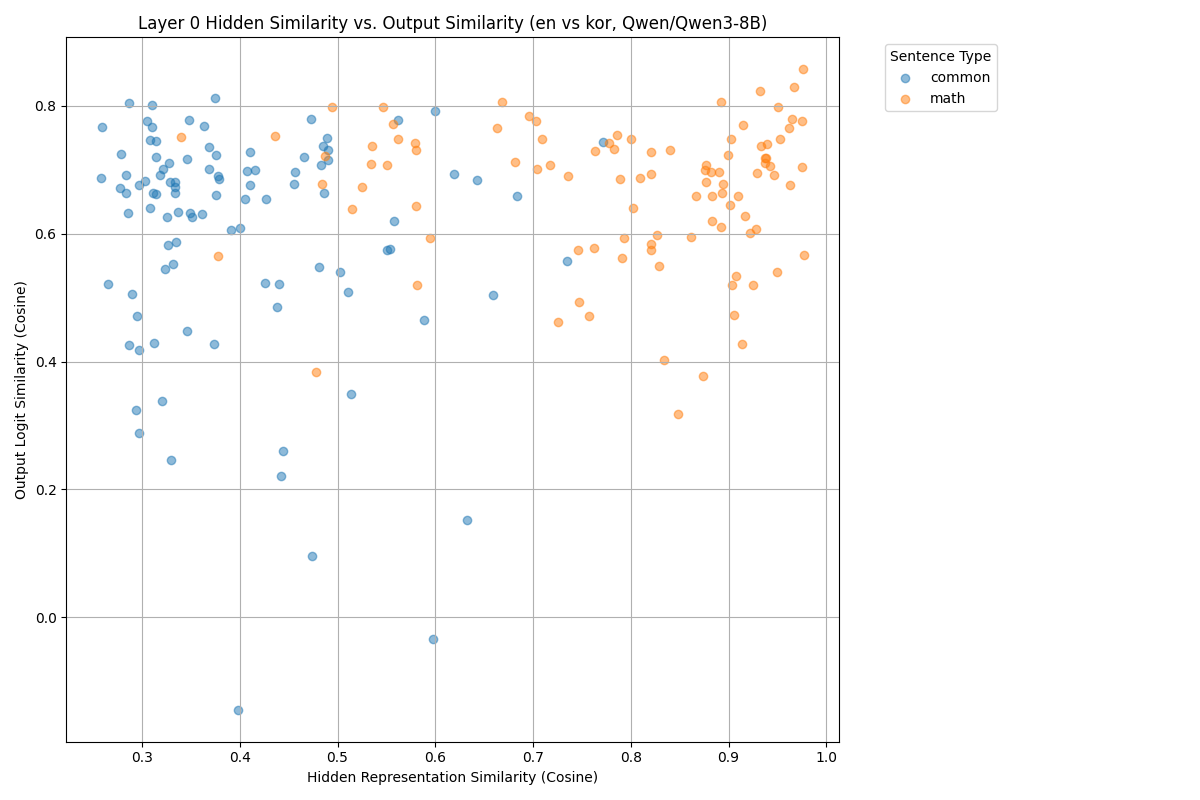 Layer 0 Hidden Similarity vs. Output Similarity (en vs kor, Qwen/Qwen3-8B)
Sentence Type
common
math
Output Logit Similarity (Cosine)
0.8
0.6
0.4
0.2
0.0
0.3 0.4 0.5 0.6 0.7 0.8 0.9 1.0
Hidden Representation Similarity (Cosine)